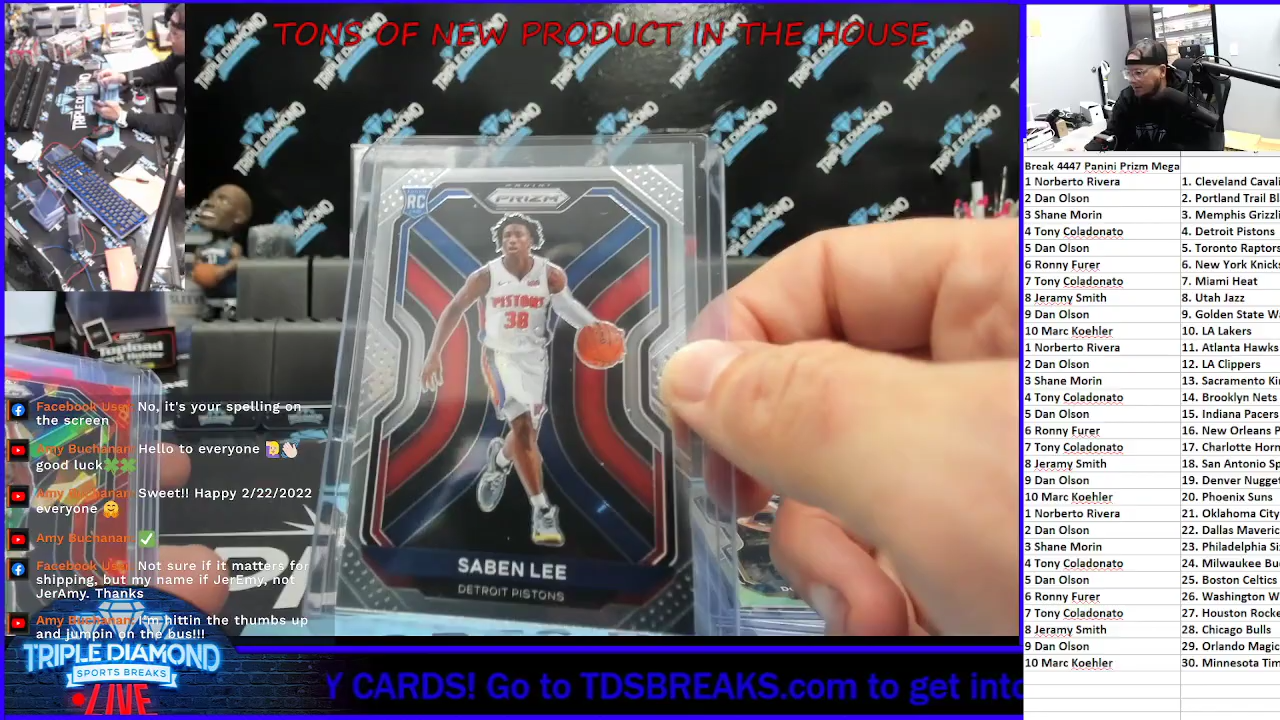 TONS OF NEW PRODUCT IN THE HOUSE
TRIPLE DIAMOND
RC
PANINI
PRIZM
PISTONS
38
SABEN LEE
DETROIT PISTONS
SLEEVE
Topload
Card Holder
Facebook User No, it's your spelling on
the screen
Amy Buchanan Hello to everyone 🙋‍♀️👋🏻
good luck🍀🍀
Amy Buchanan Sweet!! Happy 2/22/2022
everyone 🤗
Amy Buchanan ✅
Facebook User Not sure if it matters for
shipping, but my name if JerEmy, not
JerAmy. Thanks
Amy Buchanan I'm hittin the thumbs up
and jumpin on the bus!!!
TRIPLE DIAMOND
SPORTS BREAKS
LIVE
Y CARDS! Go to TDSBREAKS.com to get into
Break 4447 Panini Prizm Mega
1 Norberto Rivera 1. Cleveland Cavali
2 Dan Olson 2. Portland Trail Bl
3 Shane Morin 3. Memphis Grizzl
4 Tony Coladonato 4. Detroit Pistons
5 Dan Olson 5. Toronto Raptors
6 Ronny Furer 6. New York Knicks
7 Tony Coladonato 7. Miami Heat
8 Jeramy Smith 8. Utah Jazz
9 Dan Olson 9. Golden State Wa
10 Marc Koehler 10. LA Lakers
1 Norberto Rivera 11. Atlanta Hawks
2 Dan Olson 12. LA Clippers
3 Shane Morin 13. Sacramento Ki
4 Tony Coladonato 14. Brooklyn Nets
5 Dan Olson 15. Indiana Pacers
6 Ronny Furer 16. New Orleans P
7 Tony Coladonato 17. Charlotte Horn
8 Jeramy Smith 18. San Antonio Sp
9 Dan Olson 19. Denver Nugget
10 Marc Koehler 20. Phoenix Suns
1 Norberto Rivera 21. Oklahoma City
2 Dan Olson 22. Dallas Maveric
3 Shane Morin 23. Philadelphia Si
4 Tony Coladonato 24. Milwaukee Bu
5 Dan Olson 25. Boston Celtics
6 Ronny Furer 26. Washington W
7 Tony Coladonato 27. Houston Rocke
8 Jeramy Smith 28. Chicago Bulls
9 Dan Olson 29. Orlando Magic
10 Marc Koehler 30. Minnesota Tim